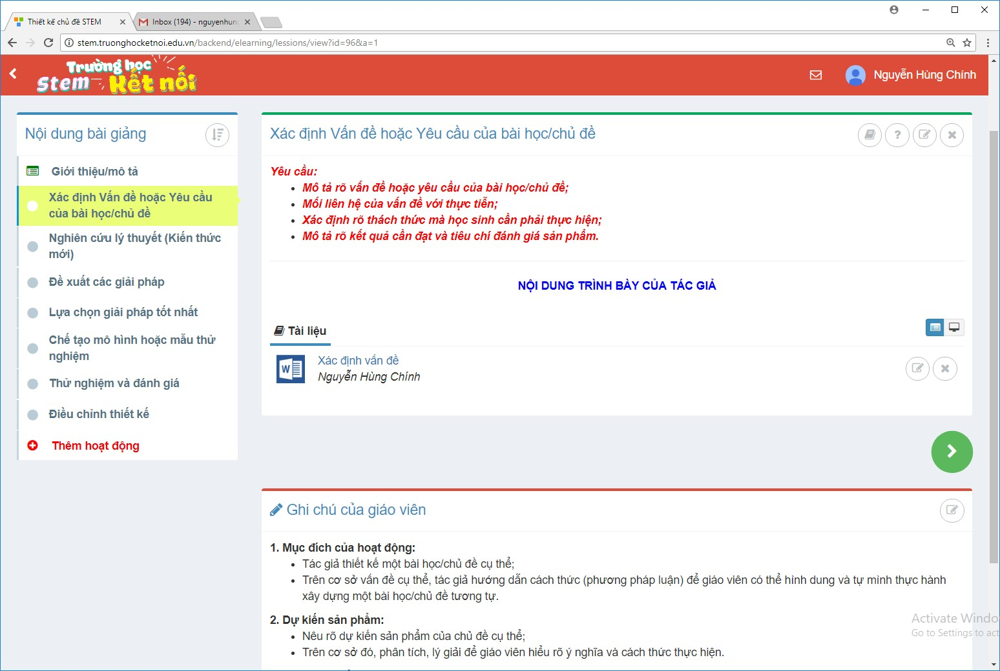 Thiết kế chủ đề STEM
Inbox (194) - nguyenhung
stem.truonghocketnoi.edu.vn/backend/elearning/lessions/view?id=96&a=1
Trường học
Stem Kết nối
Nguyễn Hùng Chính
Nội dung bài giảng
Giới thiệu/mô tả
Xác định Vấn đề hoặc Yêu cầu
của bài học/chủ đề
Nghiên cứu lý thuyết (Kiến thức
mới)
Đề xuất các giải pháp
Lựa chọn giải pháp tốt nhất
Chế tạo mô hình hoặc mẫu thử
nghiệm
Thử nghiệm và đánh giá
Điều chỉnh thiết kế
Thêm hoạt động
Xác định Vấn đề hoặc Yêu cầu của bài học/chủ đề
Yêu cầu:
Mô tả rõ vấn đề hoặc yêu cầu của bài học/chủ đề;
Mối liên hệ của vấn đề với thực tiễn;
Xác định rõ thách thức mà học sinh cần phải thực hiện;
Mô tả rõ kết quả cần đạt và tiêu chí đánh giá sản phẩm.
NỘI DUNG TRÌNH BÀY CỦA TÁC GIẢ
Tài liệu
W
Xác định vấn đề
Nguyễn Hùng Chính
Ghi chú của giáo viên
1. Mục đích của hoạt động:
Tác giả thiết kế một bài học/chủ đề cụ thể;
Trên cơ sở vấn đề cụ thể, tác giả hướng dẫn cách thức (phương pháp luận) để giáo viên có thể hình dung và tự mình thực hành
xây dựng một bài học/chủ đề tương tự.
2. Dự kiến sản phẩm:
Nêu rõ dự kiến sản phẩm của chủ đề cụ thể;
Trên cơ sở đó, phân tích, lý giải để giáo viên hiểu rõ ý nghĩa và cách thức thực hiện.
Activate Windo
Go to Settings to act